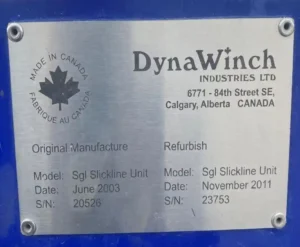 MADE IN CANADA
FABRIQUE AU CANADA
DynaWinch
INDUSTRIES LTD
6771 - 84th Street SE,
Calgary, Alberta CANADA
Original Manufacture
Model: Sgl Slickline Unit
Date: June 2003
S/N: 20526
Refurbish
Model: Sgl Slickline Unit
Date: November 2011
S/N: 23753